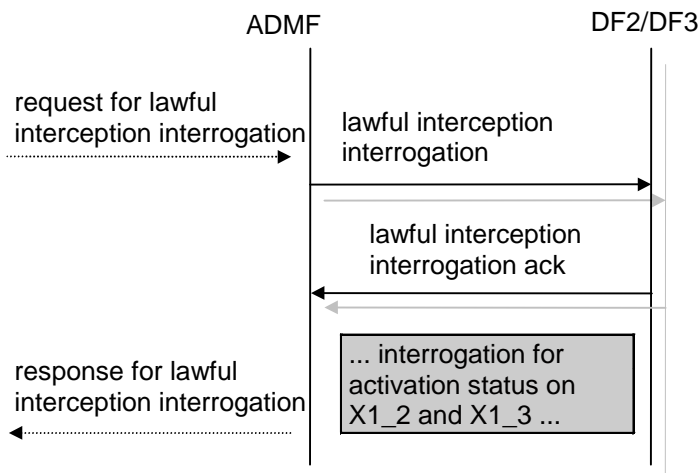 ADMF
DF2/DF3
request for lawful
interception interrogation
lawful interception
interrogation
lawful interception
interrogation ack
... interrogation for
activation status on
X1_2 and X1_3 ...
response for lawful
interception interrogation